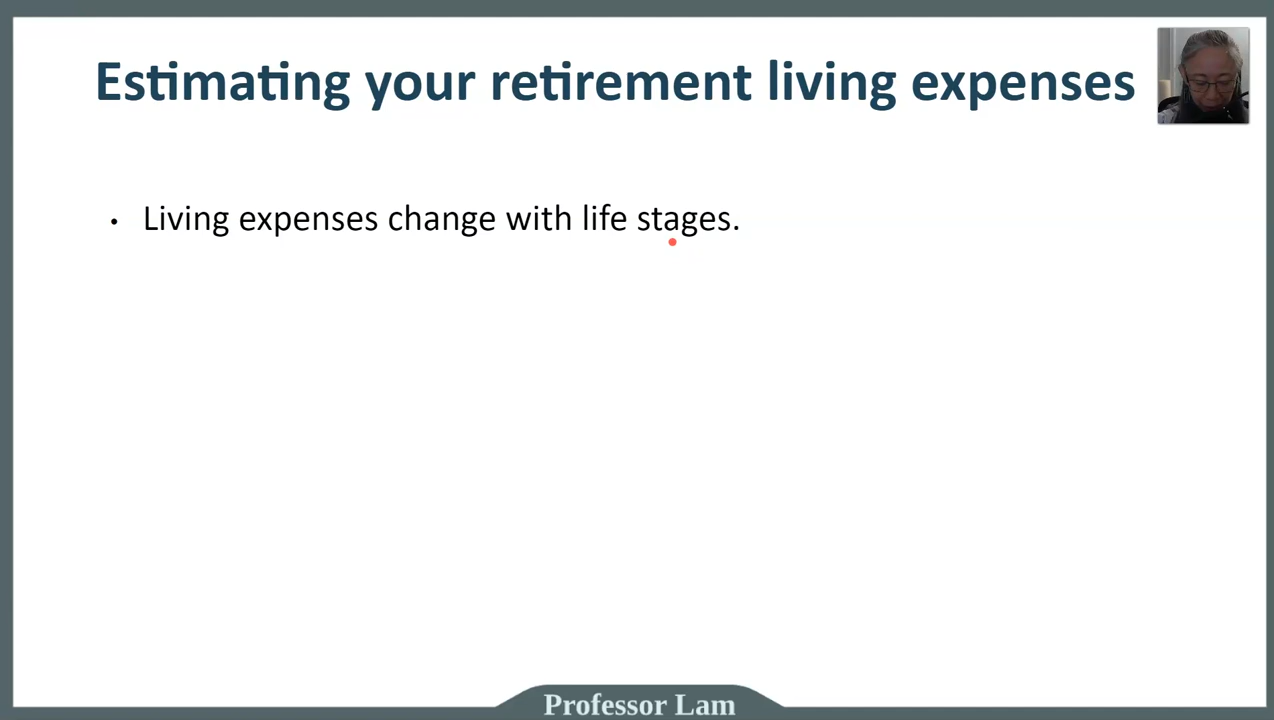 Estimating your retirement living expenses
• Living expenses change with life stages.
Professor Lam